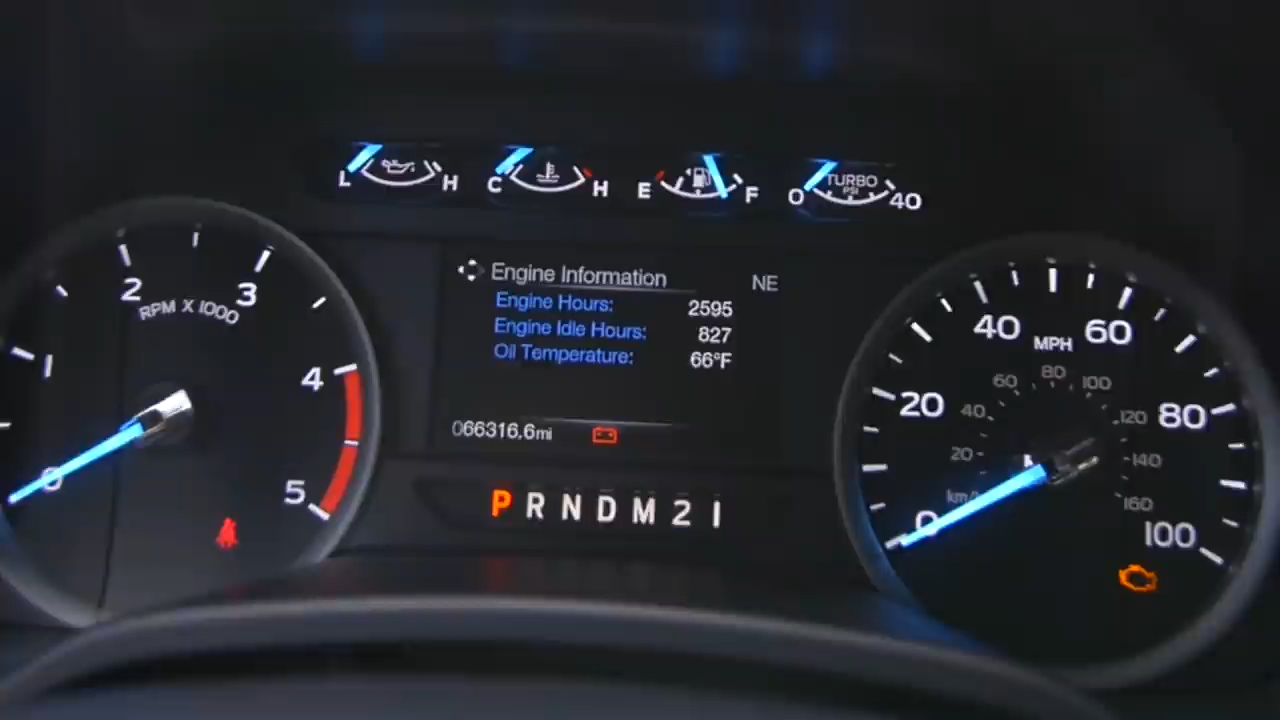 L H C H E F 0 TURBO PSI 40
Engine Information NE
Engine Hours: 2595
Engine Idle Hours: 827
Oil Temperature: 66°F
066316.6mi
P R N D M 2 1
0 1 2 3 4 5
RPM X 1000
0 20 40 60 80 100
MPH
20 40 60 80 100 120 140 160
km/